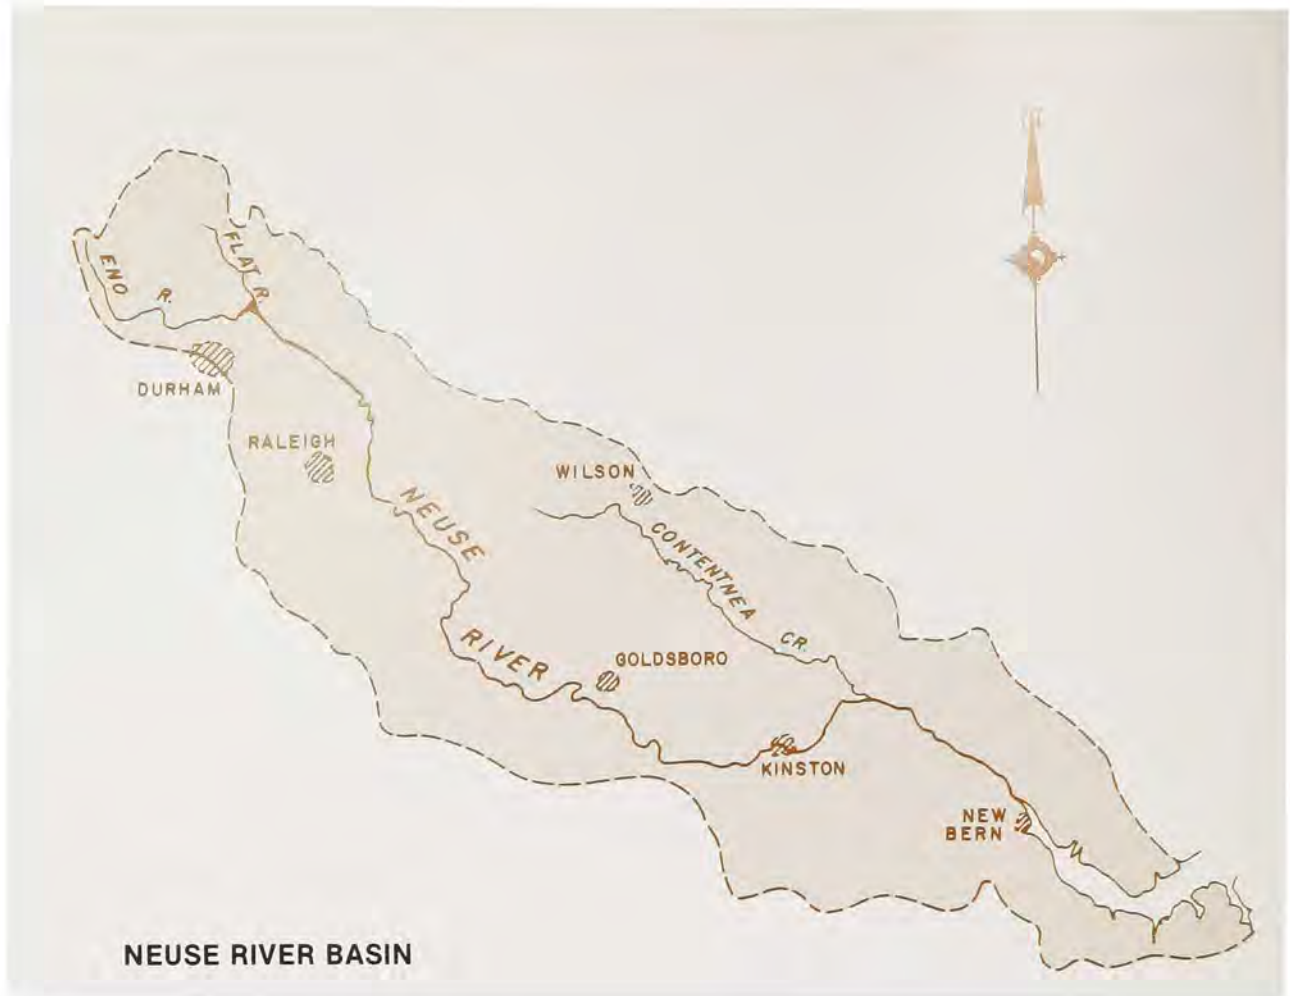 ENO R.
FLAT R.
DURHAM
RALEIGH
NEUSE RIVER
WILSON
CONTENTNEA CR.
GOLDSBORO
KINSTON
NEW
BERN
NEUSE RIVER BASIN